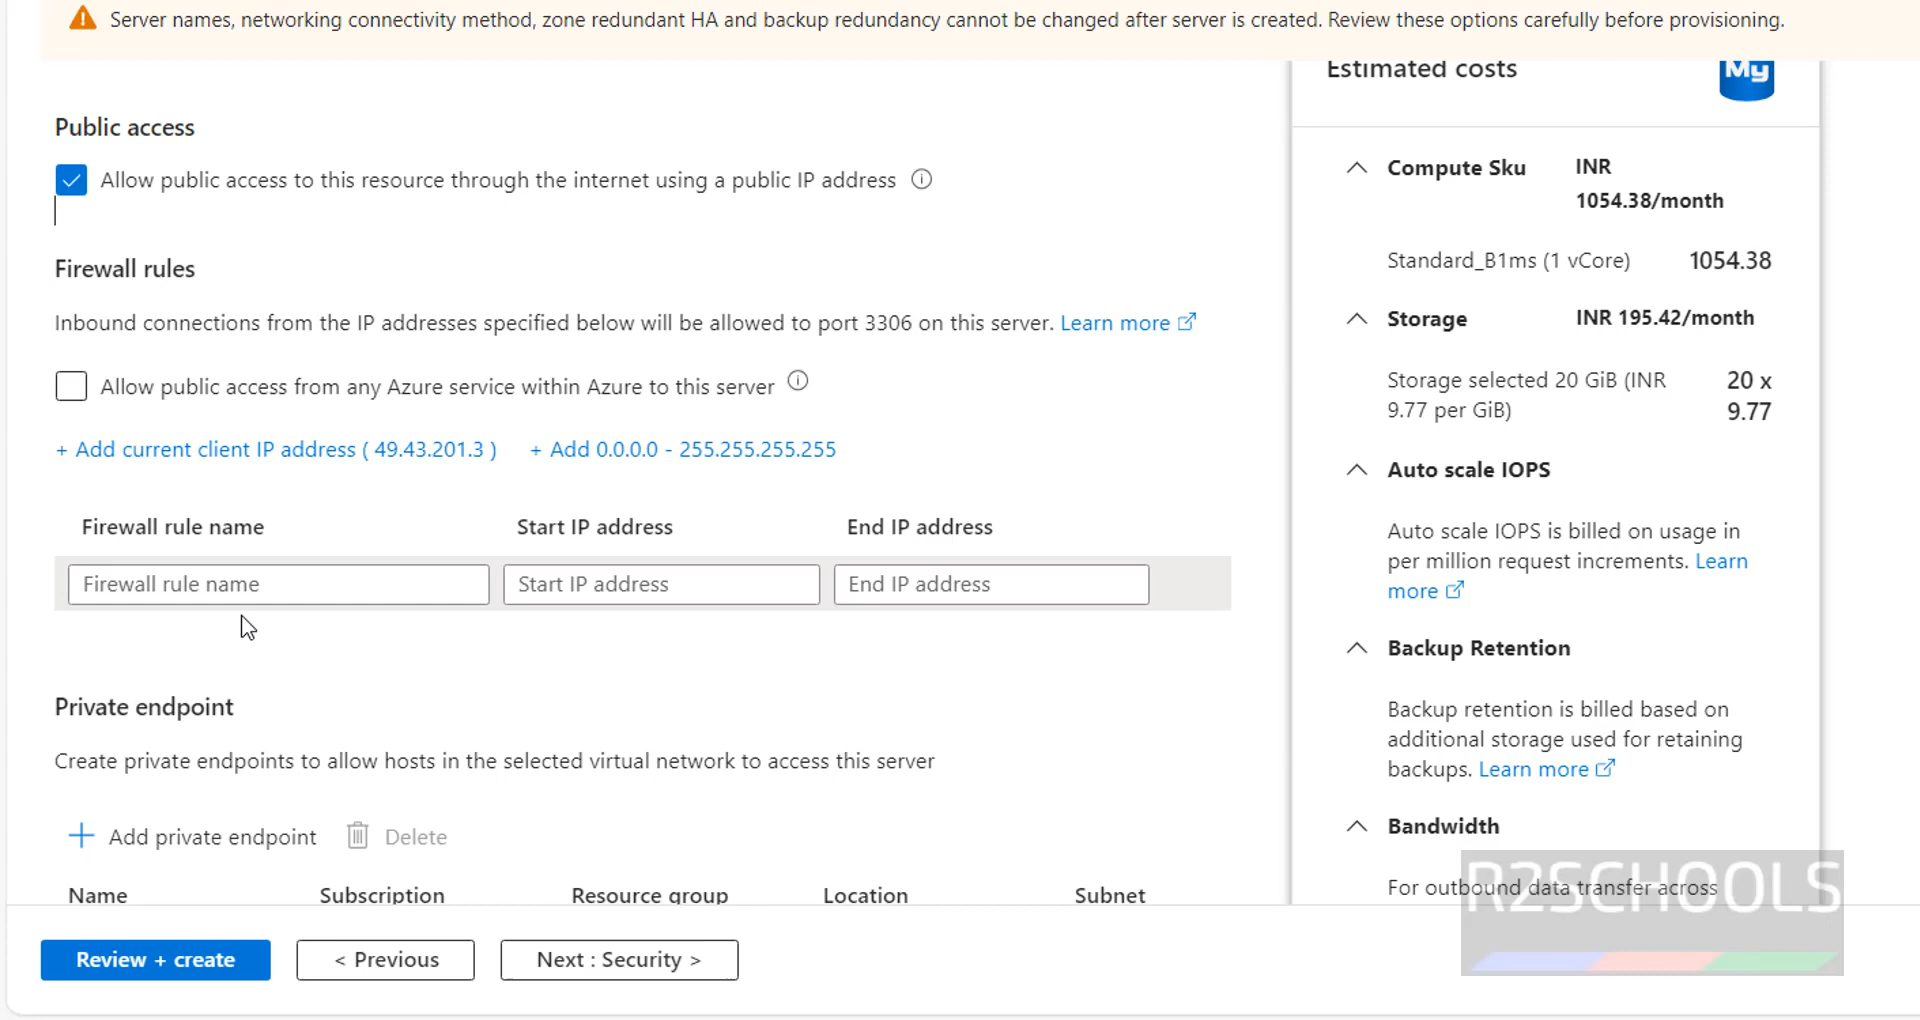 Server names, networking connectivity method, zone redundant HA and backup redundancy cannot be changed after server is created. Review these options carefully before provisioning.
Public access
Allow public access to this resource through the internet using a public IP address
Firewall rules
Inbound connections from the IP addresses specified below will be allowed to port 3306 on this server. Learn more
Allow public access from any Azure service within Azure to this server
+ Add current client IP address ( 49.43.201.3 ) + Add 0.0.0.0 - 255.255.255.255
Firewall rule name Start IP address End IP address
Firewall rule name Start IP address End IP address
Private endpoint
Create private endpoints to allow hosts in the selected virtual network to access this server
+ Add private endpoint Delete
Name Subscription Resource group Location Subnet
Review + create < Previous Next : Security >
Estimated costs
My
Compute Sku INR
1054.38/month
Standard_B1ms (1 vCore) 1054.38
Storage INR 195.42/month
Storage selected 20 GiB (INR 20 x
9.77 per GiB) 9.77
Auto scale IOPS
Auto scale IOPS is billed on usage in
per million request increments. Learn
more
Backup Retention
Backup retention is billed based on
additional storage used for retaining
backups. Learn more
Bandwidth
For outbound data transfer across
R2SCHOOLS